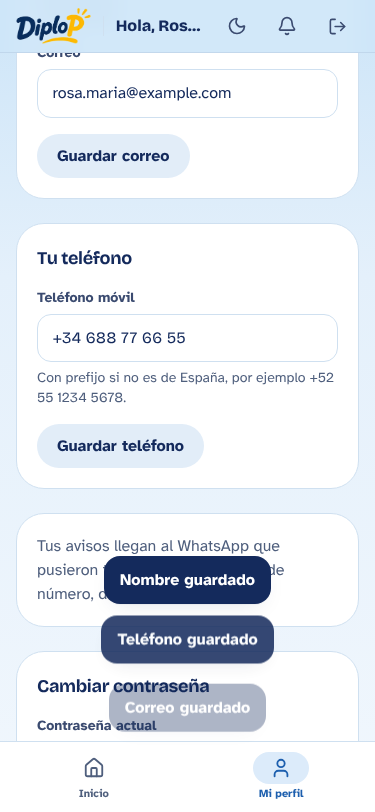 DiploP
Hola, Ros...
Correo
rosa.maria@example.com
Guardar correo
Tu teléfono
Teléfono móvil
+34 688 77 66 55
Con prefijo si no es de España, por ejemplo +52
55 1234 5678.
Guardar teléfono
Tus avisos llegan al WhatsApp que
pusieron de
número,
Nombre guardado
Teléfono guardado
Cambiar contraseña
Correo guardado
Contraseña actual
Inicio
Mi perfil